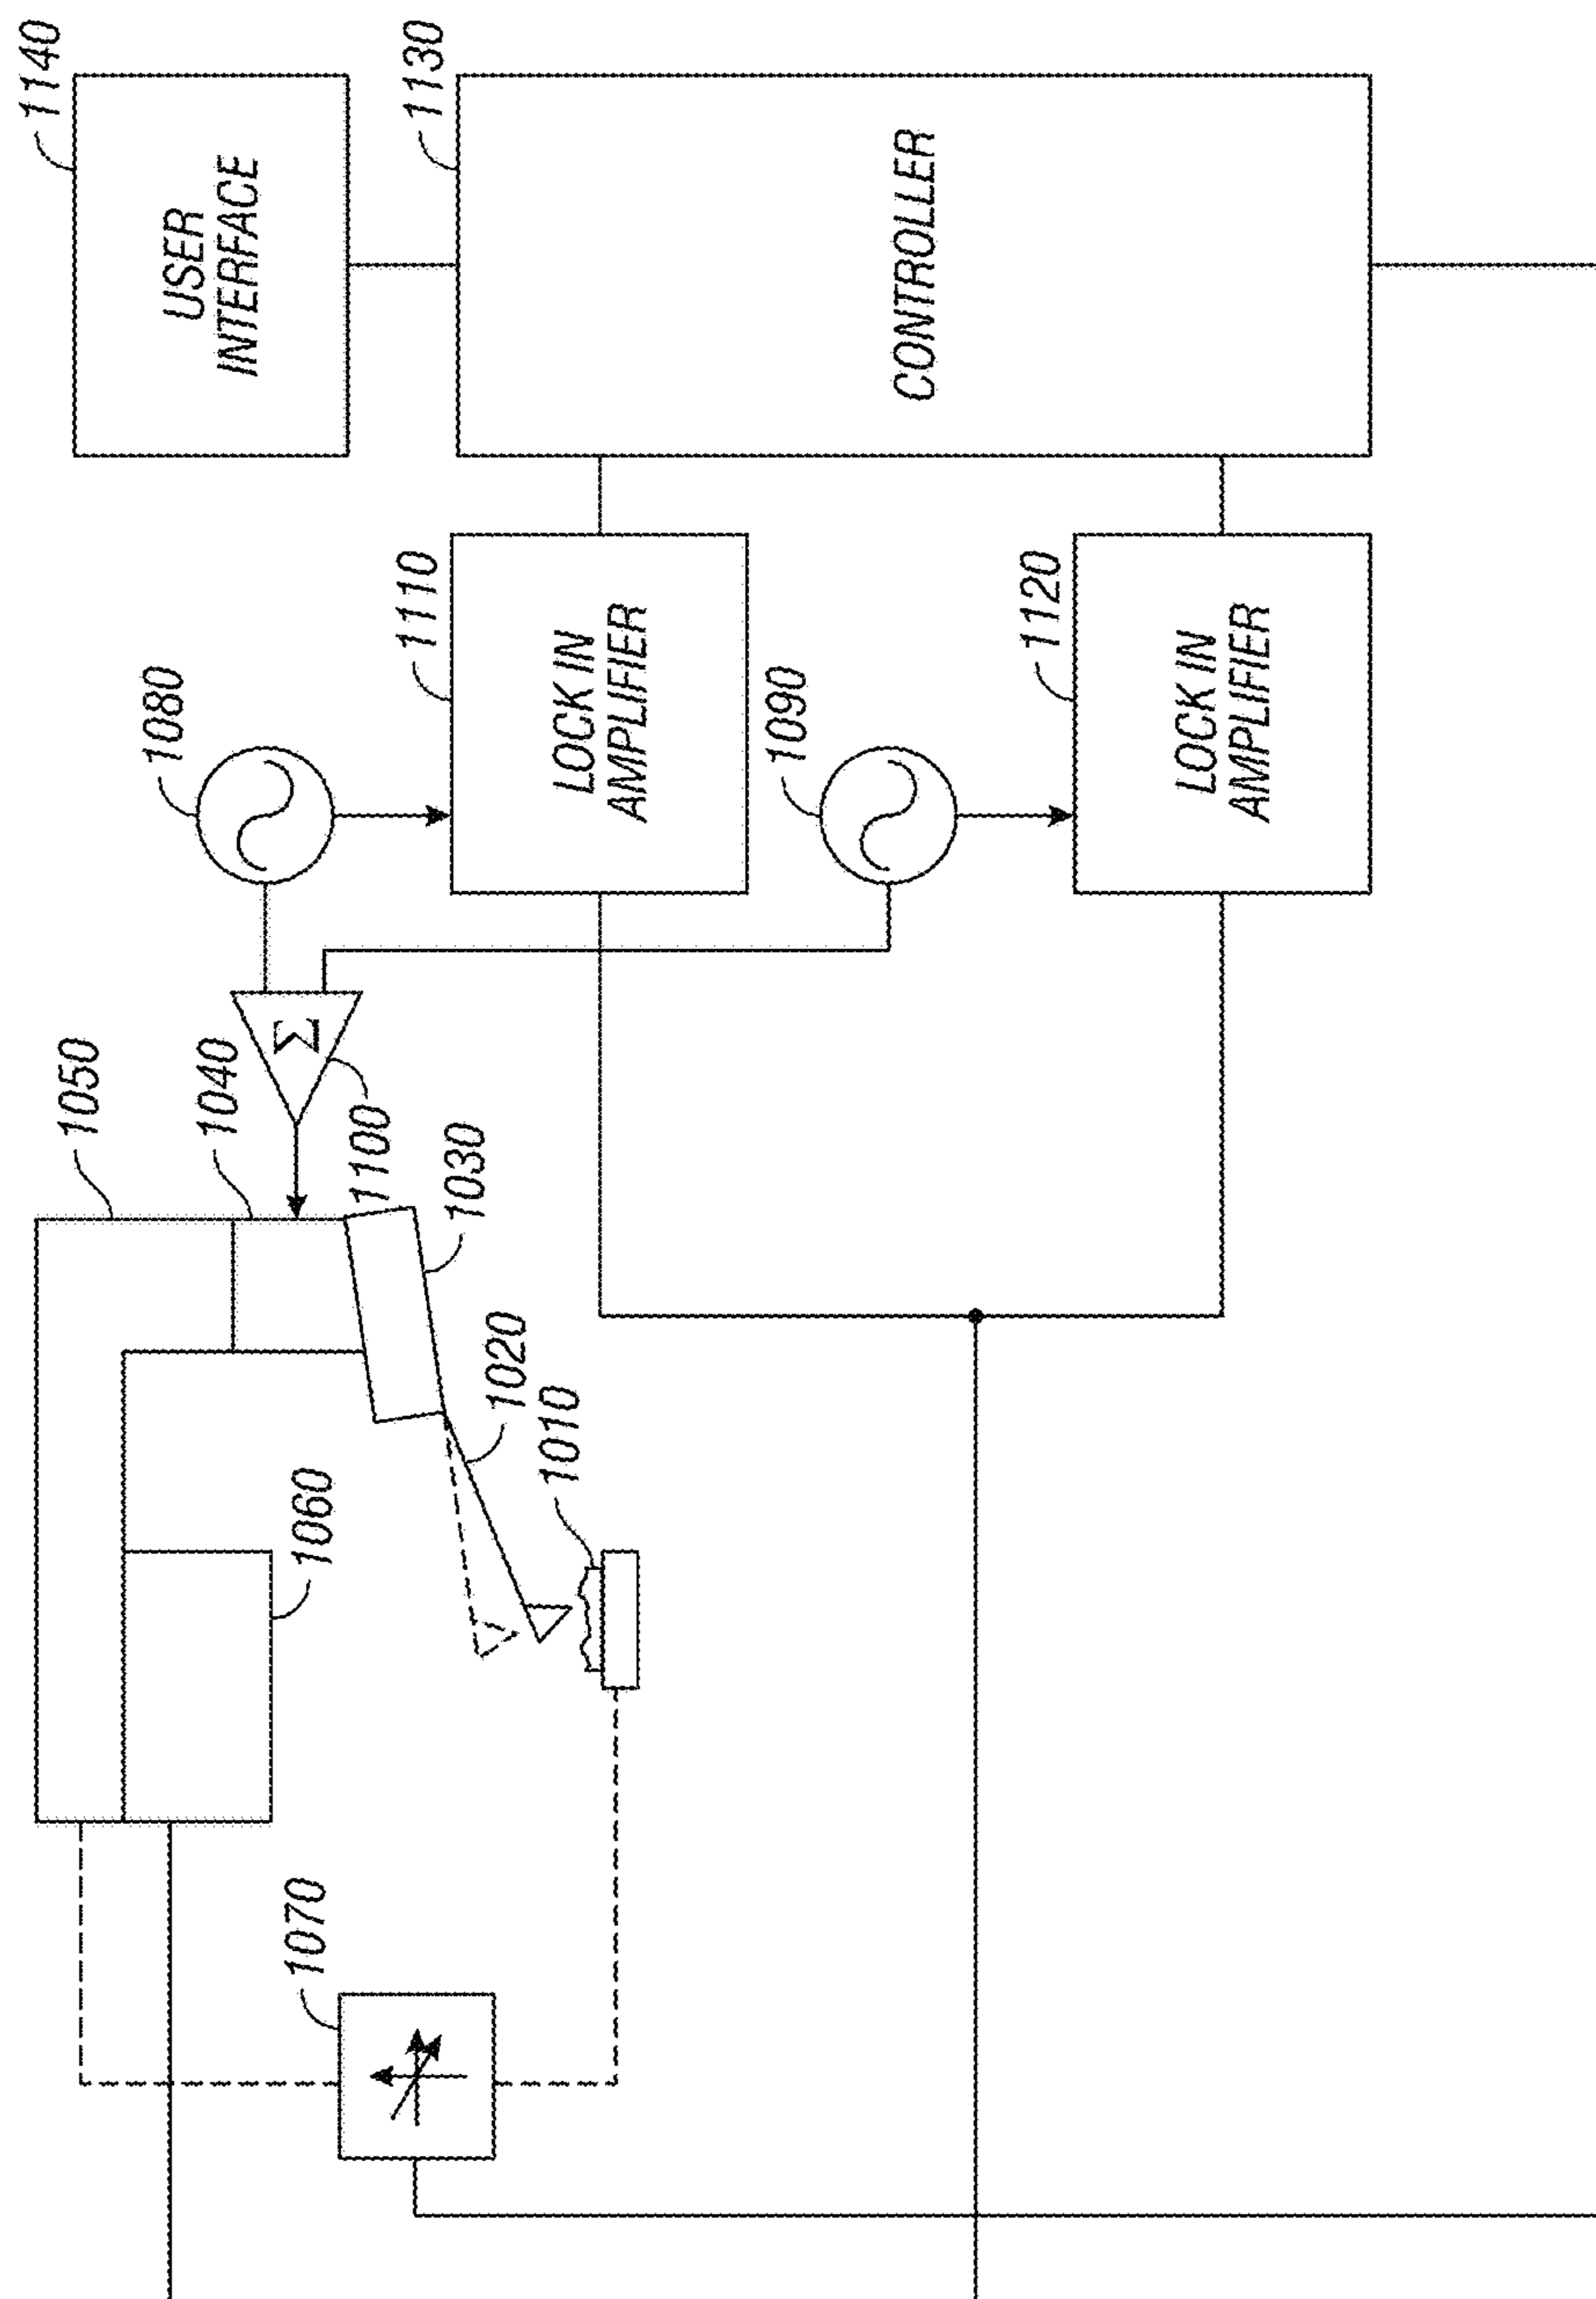 1050
1060
1070
1040
1100
1030
1020
1010
Σ
1080
1090
1110
LOCK IN
AMPLIFIER
1120
LOCK IN
AMPLIFIER
1140
USER
INTERFACE
1130
CONTROLLER